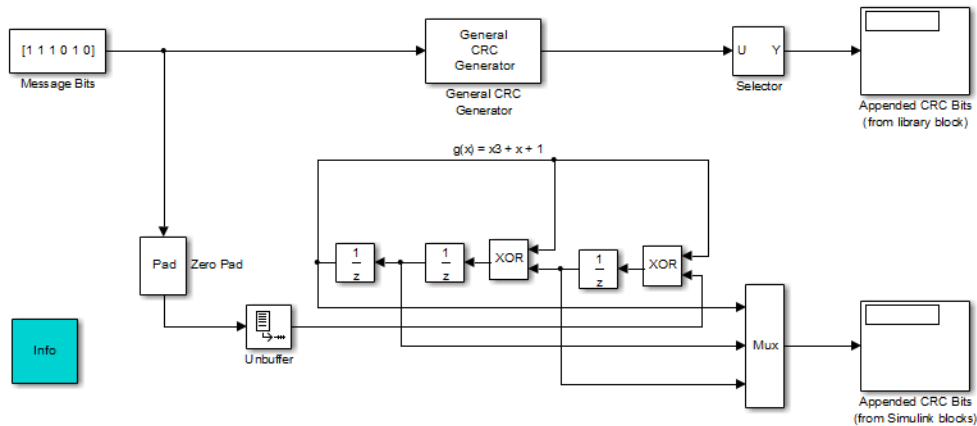 [1 1 1 0 1 0]
Message Bits
General
CRC
Generator
General CRC
Generator
U Y
Selector
Appended CRC Bits
(from library block)
g(x) = x3 + x + 1
Pad
Zero Pad
1
z
1
z
XOR
1
z
XOR
Info
Unbuffer
Mux
Appended CRC Bits
(from Simulink blocks)